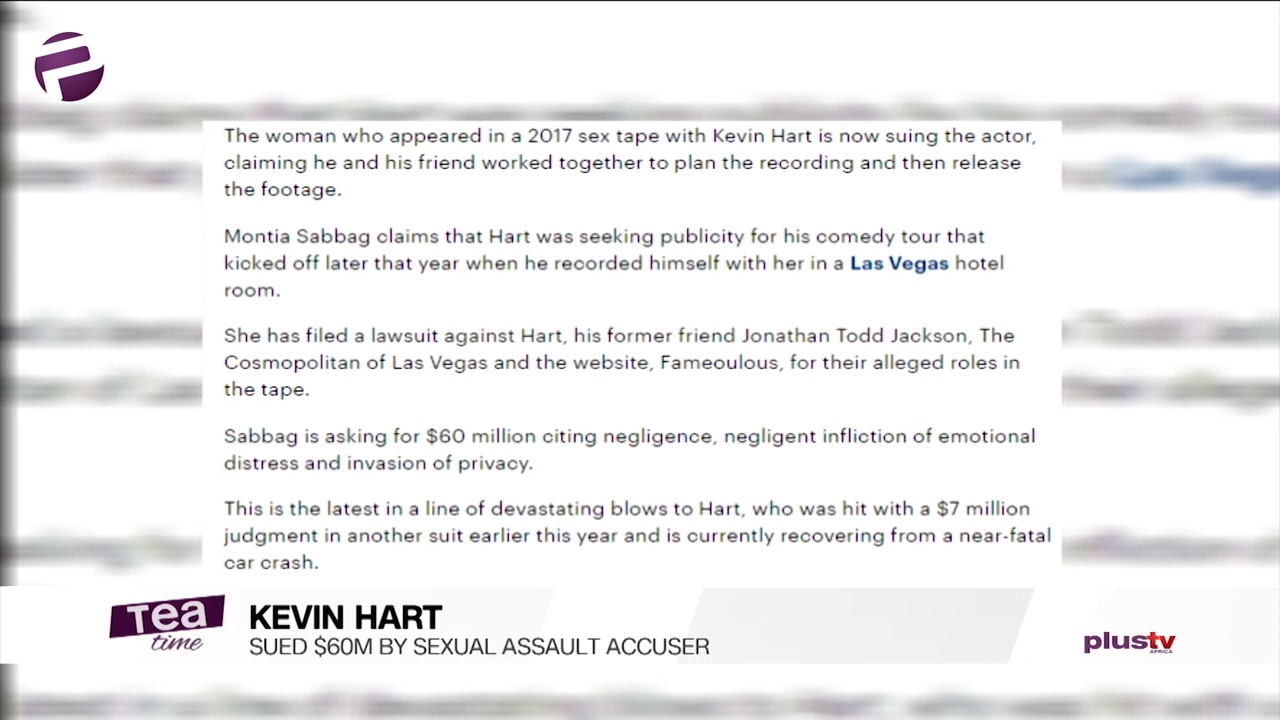 The woman who appeared in a 2017 sex tape with Kevin Hart is now suing the actor,
claiming he and his friend worked together to plan the recording and then release
the footage.
Montia Sabbag claims that Hart was seeking publicity for his comedy tour that
kicked off later that year when he recorded himself with her in a Las Vegas hotel
room.
She has filed a lawsuit against Hart, his former friend Jonathan Todd Jackson, The
Cosmopolitan of Las Vegas and the website, Fameoulous, for their alleged roles in
the tape.
Sabbag is asking for $60 million citing negligence, negligent infliction of emotional
distress and invasion of privacy.
This is the latest in a line of devastating blows to Hart, who was hit with a $7 million
judgment in another suit earlier this year and is currently recovering from a near-fatal
car crash.
Tea
time
KEVIN HART
SUED $60M BY SEXUAL ASSAULT ACCUSER
plustv
AFRICA